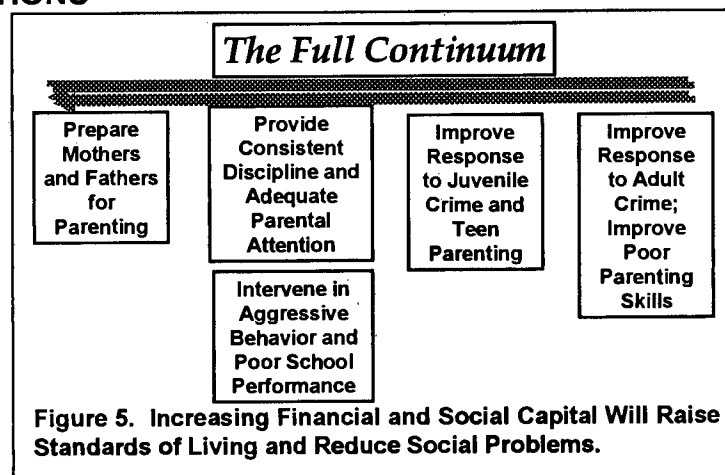 The Full Continuum
Prepare
Mothers
and Fathers
for
Parenting
Provide
Consistent
Discipline and
Adequate
Parental
Attention
Intervene in
Aggressive
Behavior and
Poor School
Performance
Improve
Response
to Juvenile
Crime and
Teen
Parenting
Improve
Response
to Adult
Crime;
Improve
Poor
Parenting
Skills
Figure 5. Increasing Financial and Social Capital Will Raise
Standards of Living and Reduce Social Problems.